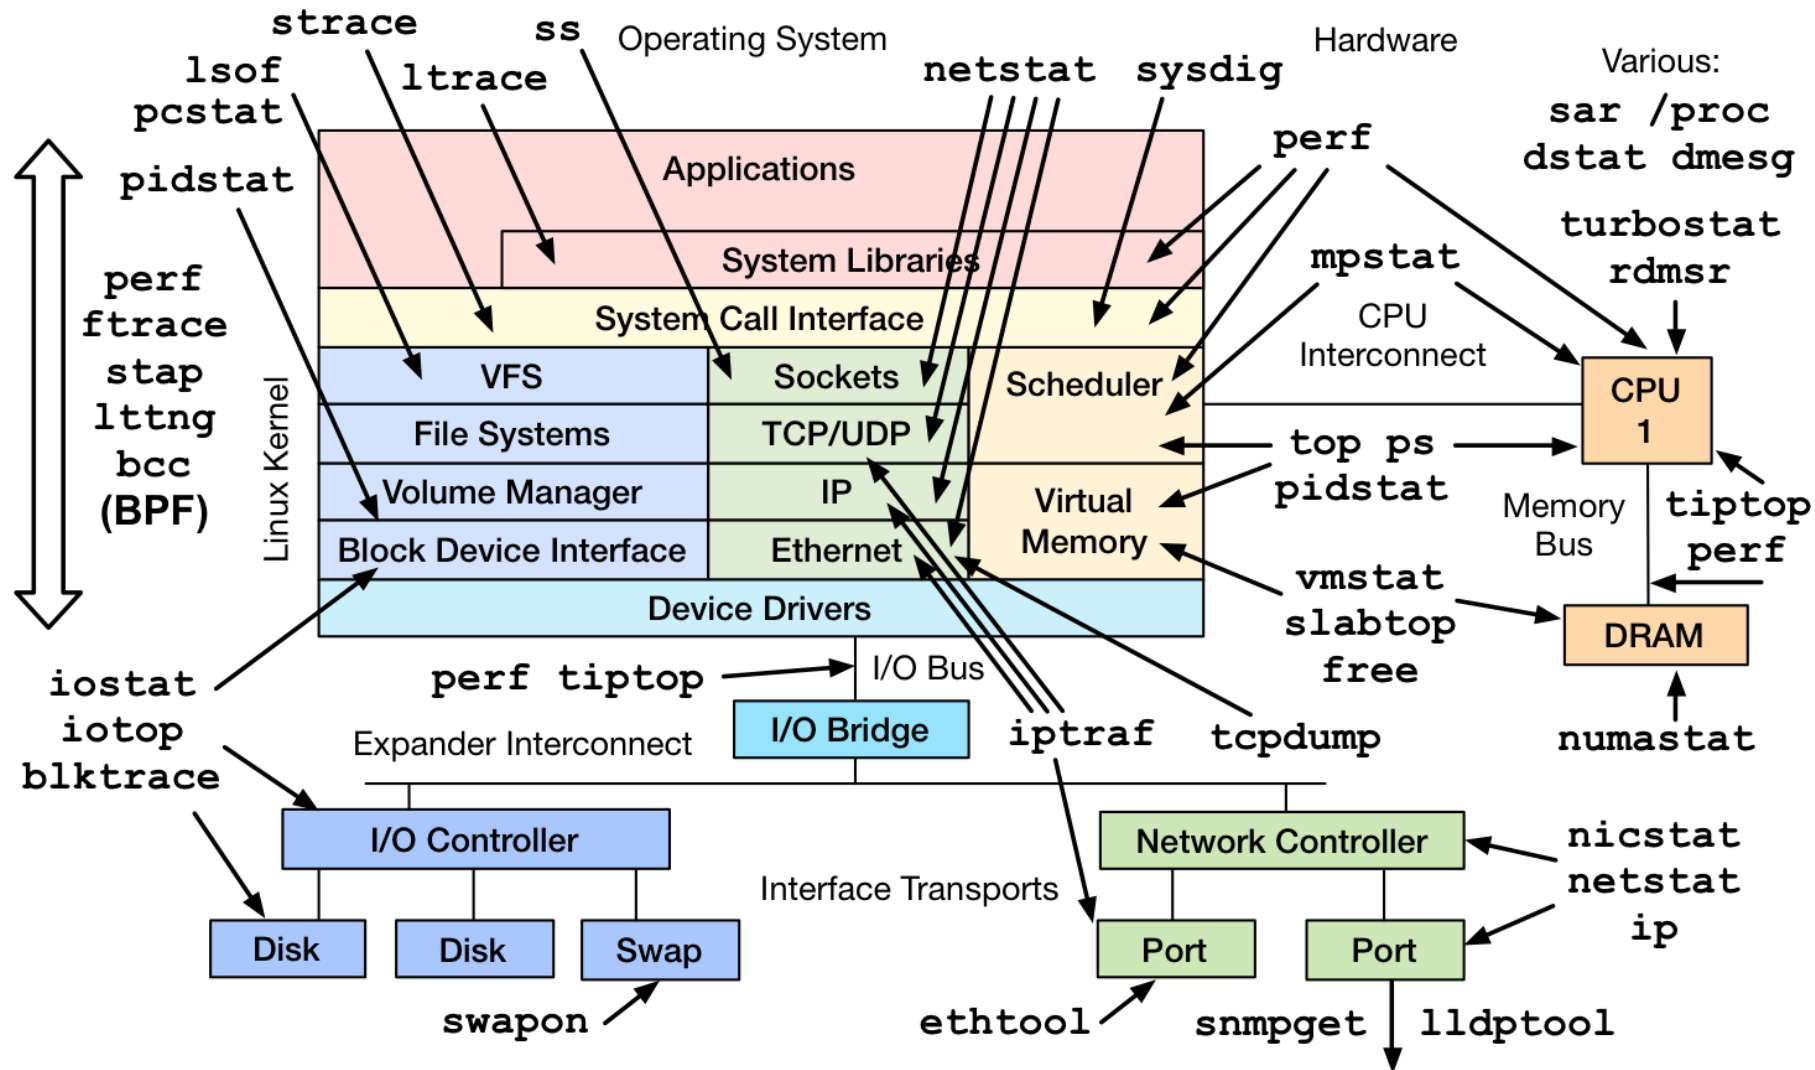 strace
ss
Operating System
Hardware
lsof
pcstat
ltrace
netstat
sysdig
Various:
sar /proc
dstat dmesg
perf
pidstat
Applications
turbostat
rdmsr
mpstat
System Libraries
CPU
Interconnect
System Call Interface
perf
ftrace
stap
lttng
bcc
(BPF)
Linux Kernel
VFS
Sockets
Scheduler
CPU
1
File Systems
TCP/UDP
top ps
pidstat
Volume Manager
IP
Virtual
Memory
Memory
Bus
tiptop
perf
Block Device Interface
Ethernet
vmstat
slabtop
free
Device Drivers
DRAM
perf tiptop
I/O Bus
iostat
iotop
blktrace
Expander Interconnect
I/O Bridge
iptraf
tcpdump
numastat
I/O Controller
Network Controller
nicstat
netstat
ip
Interface Transports
Disk
Disk
Swap
Port
Port
swapon
ethtool
snmpget
lldptool